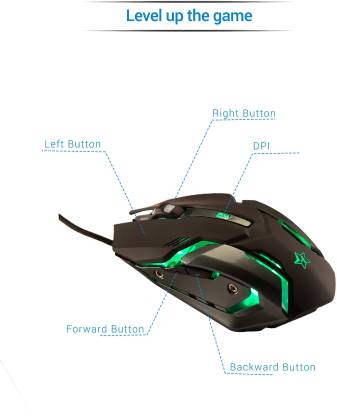 Level up the game
Right Button
Left Button
DPI
Forward Button
Backward Button